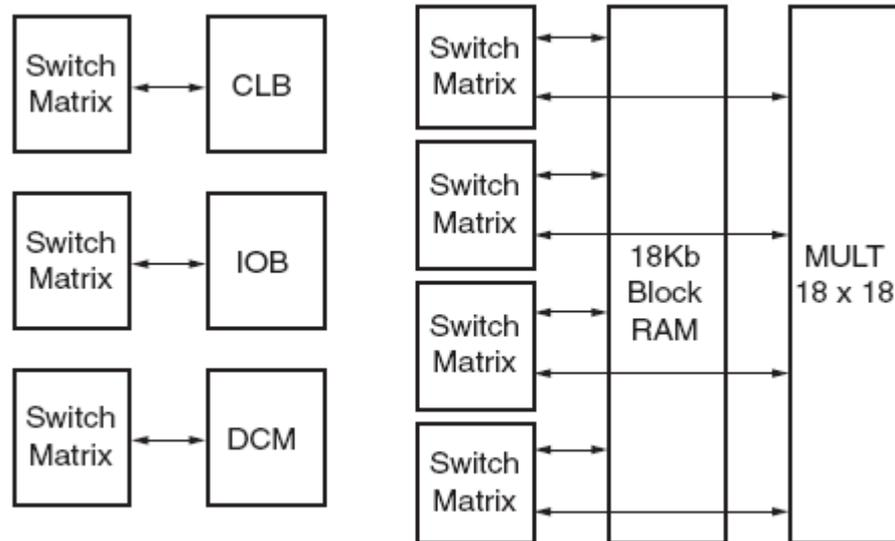 Switch
Matrix
CLB
Switch
Matrix
IOB
Switch
Matrix
DCM
Switch
Matrix
Switch
Matrix
Switch
Matrix
Switch
Matrix
18Kb
Block
RAM
MULT
18 x 18